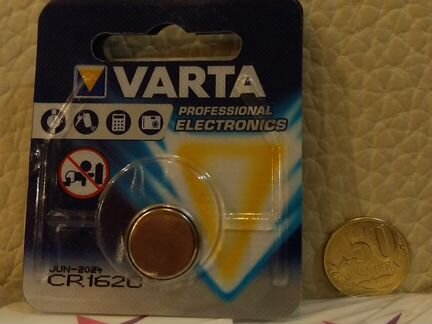 VARTA
PROFESSIONAL
ELECTRONICS
JUN-2024
CR1620
50